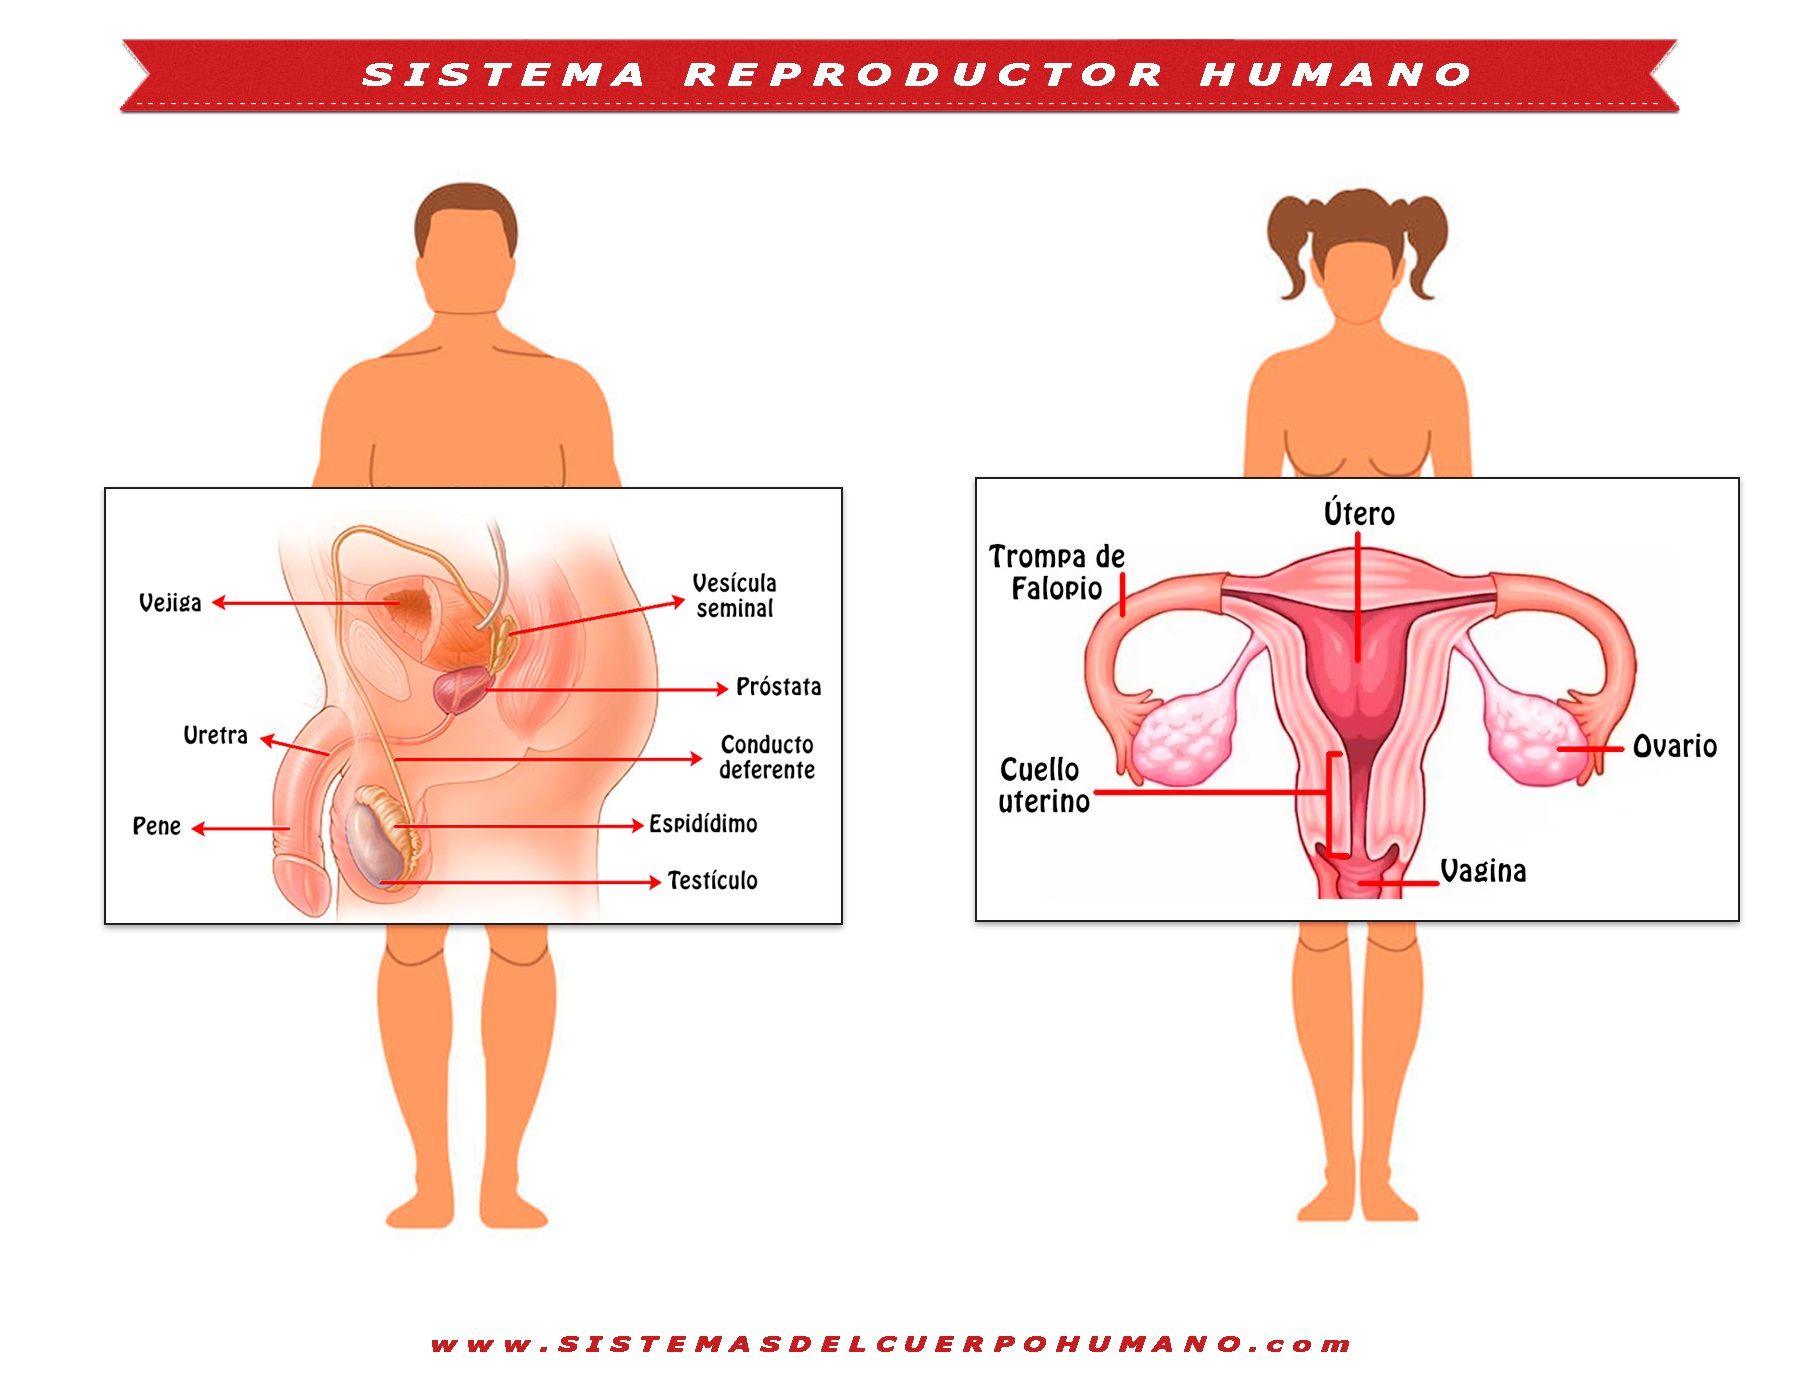 SISTEMA REPRODUCTOR HUMANO
Vejiga
Uretra
Pene
Vesícula
seminal
Próstata
Conducto
deferente
Espidídimo
Testículo
Útero
Trompa de
Falopio
Cuello
uterino
Ovario
Vagina
www.SISTEMASDELCUERPOHUMANO.com